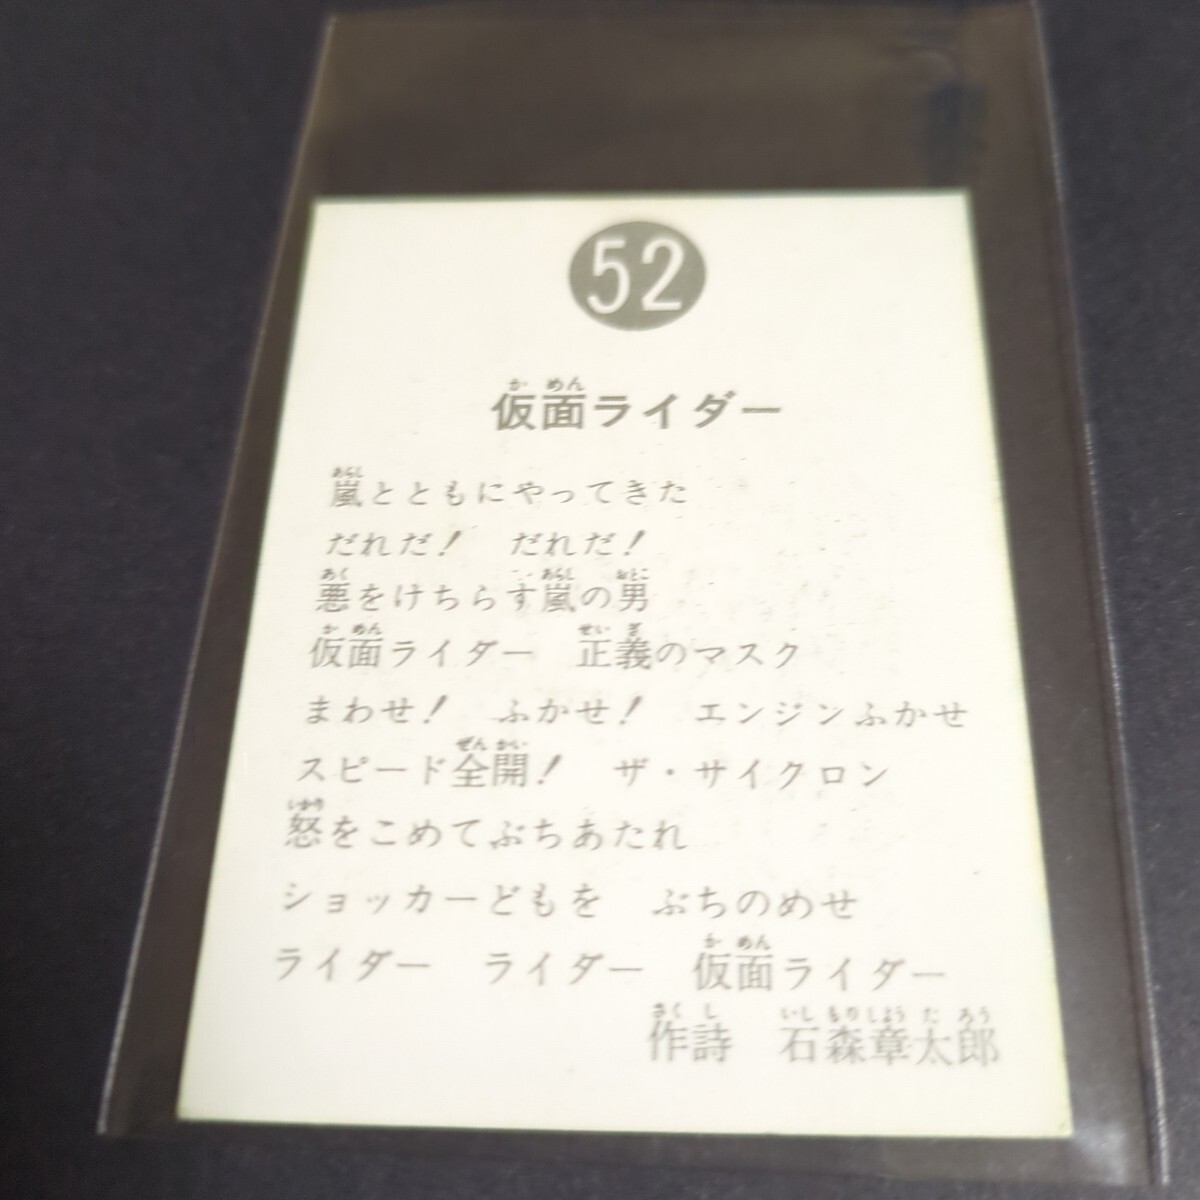 52
仮面ライダー
嵐とともにやってきた
だれだ！　だれだ！
悪をけちらす嵐の男
仮面ライダー　正義のマスク
まわせ！　ふかせ！　エンジンふかせ
スピード全開！　ザ・サイクロン
怒をこめてぶちあたれ
ショッカーどもを　ぶちのめせ
ライダー　ライダー　仮面ライダー
作詩　石森章太郎